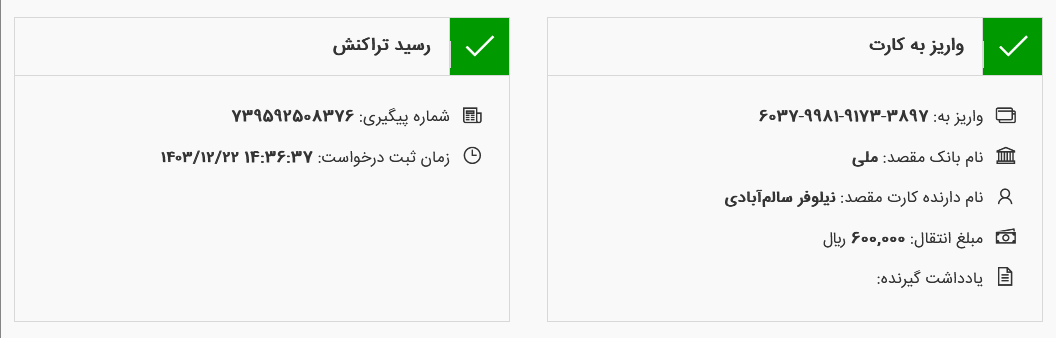 واریز به کارت
واریز به: ۶۰۳۷-۹۹۸۱-۹۱۷۳-۳۸۹۷
نام بانک مقصد: ملی
نام دارنده کارت مقصد: نیلوفر سالم‌آبادی
مبلغ انتقال: ۶۰۰,۰۰۰ ریال
یادداشت گیرنده:
رسید تراکنش
شماره پیگیری: ۷۳۹۵۹۲۵۰۸۳۷۶
زمان ثبت درخواست: ۱۴:۳۶:۳۷ ۱۴۰۳/۱۲/۲۲